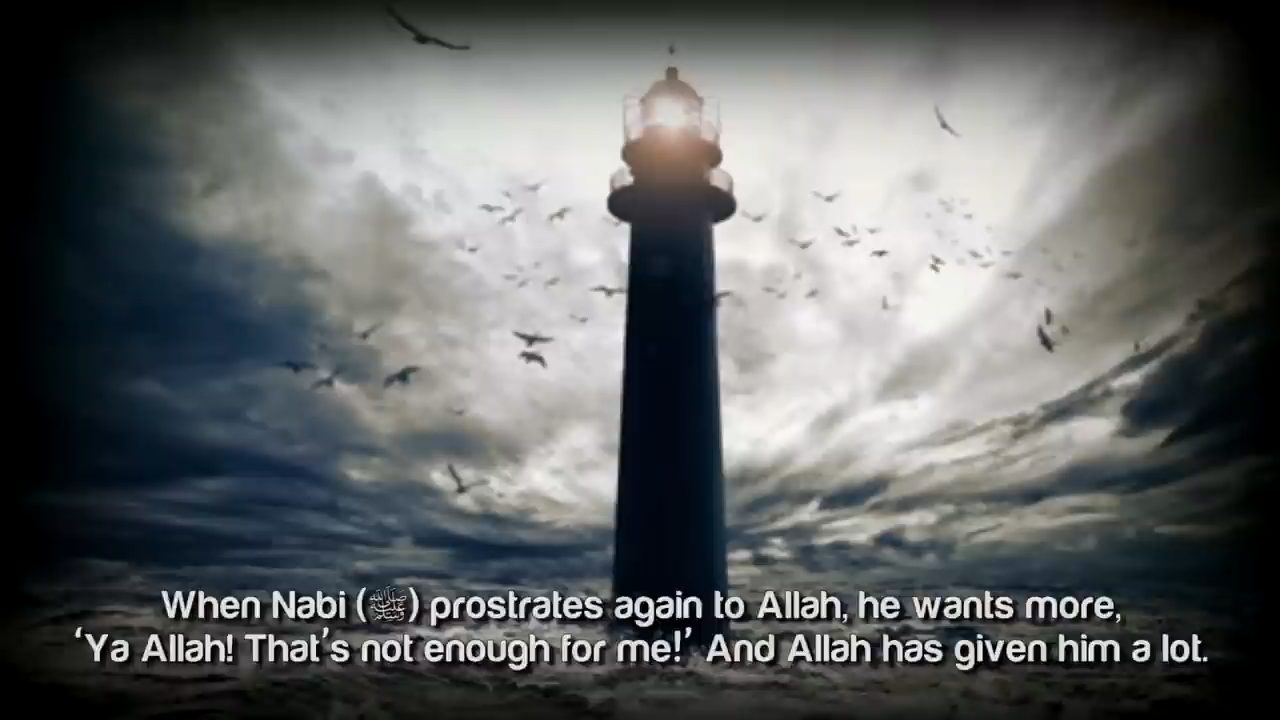 When Nabi (ﷺ) prostrates again to Allah, he wants more,
‘Ya Allah! That’s not enough for me!’ And Allah has given him a lot.